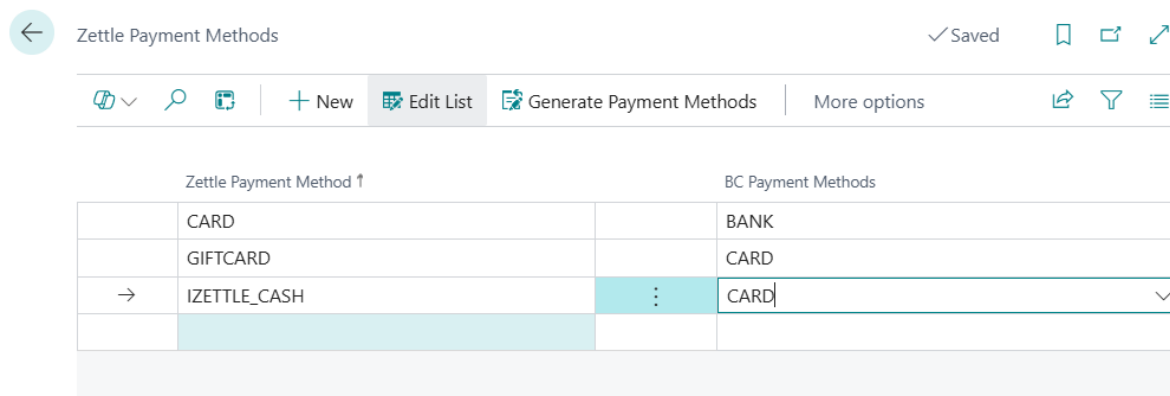 Zettle Payment Methods
Saved
New
Edit List
Generate Payment Methods
More options
Zettle Payment Method ↑
BC Payment Methods
CARD
BANK
GIFTCARD
CARD
IZETTLE_CASH
CARD